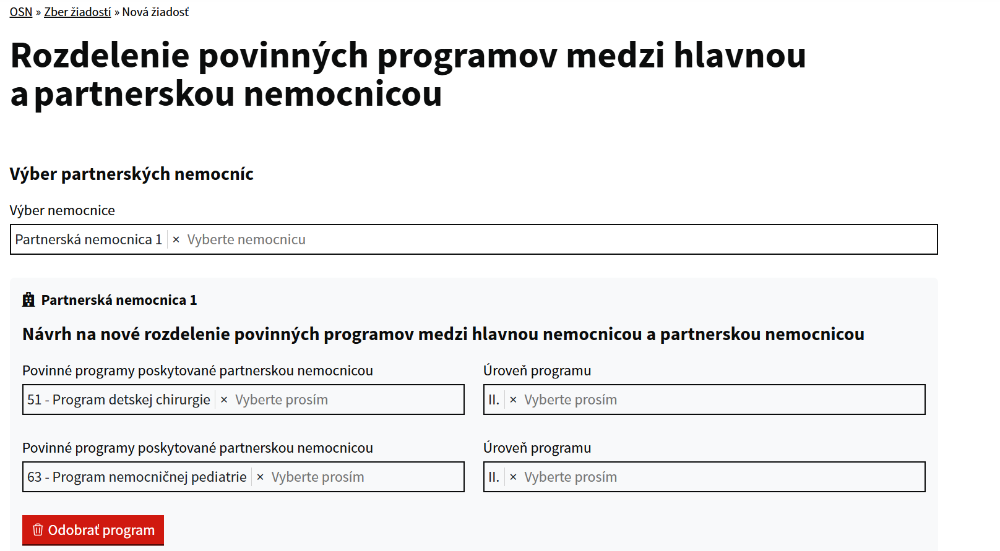 OSN » Zber žiadostí » Nová žiadosť
Rozdelenie povinných programov medzi hlavnou
a partnerskou nemocnicou
Výber partnerských nemocníc
Výber nemocnice
Partnerská nemocnica 1 × Vyberte nemocnicu
Partnerská nemocnica 1
Návrh na nové rozdelenie povinných programov medzi hlavnou nemocnicou a partnerskou nemocnicou
Povinné programy poskytované partnerskou nemocnicou Úroveň programu
51 - Program detskej chirurgie × Vyberte prosím II. × Vyberte prosím
Povinné programy poskytované partnerskou nemocnicou Úroveň programu
63 - Program nemocničnej pediatrie × Vyberte prosím II. × Vyberte prosím
Odobrať program